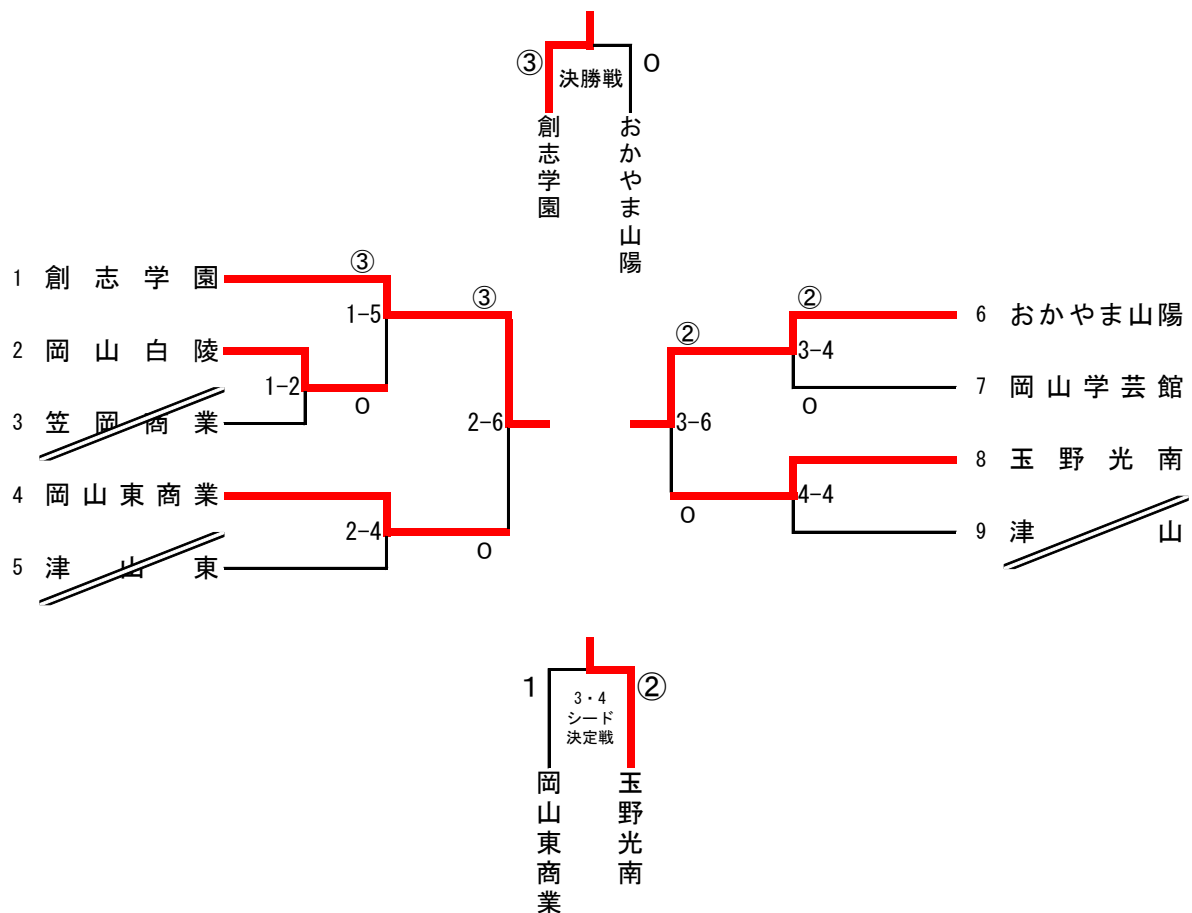 ③ 決勝戦 0
創志学園
おかやま山陽
1 創志学園
③
1-5
③
2 岡山白陵
1-2
0
3 笠岡商業
2-6
4 岡山東商業
2-4
0
5 津山東
②
6 おかやま山陽
②
3-4
7 岡山学芸館
0
3-6
8 玉野光南
4-4
0
9 津山
1
3・4
シード
決定戦
②
岡山東商業
玉野光南